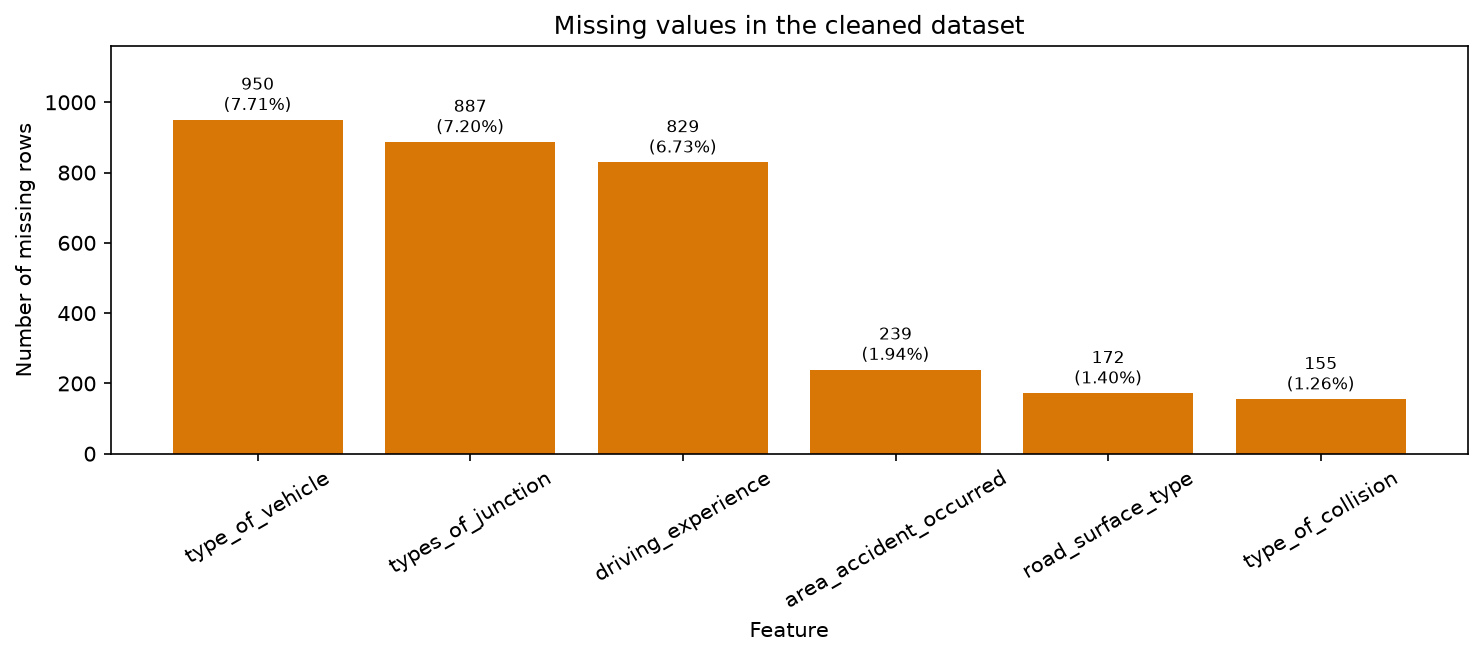 Missing values in the cleaned dataset
Number of missing rows
1000
800
600
400
200
0
950
(7.71%)
887
(7.20%)
829
(6.73%)
239
(1.94%)
172
(1.40%)
155
(1.26%)
type_of_vehicle
types_of_junction
driving_experience
area_accident_occurred
road_surface_type
type_of_collision
Feature